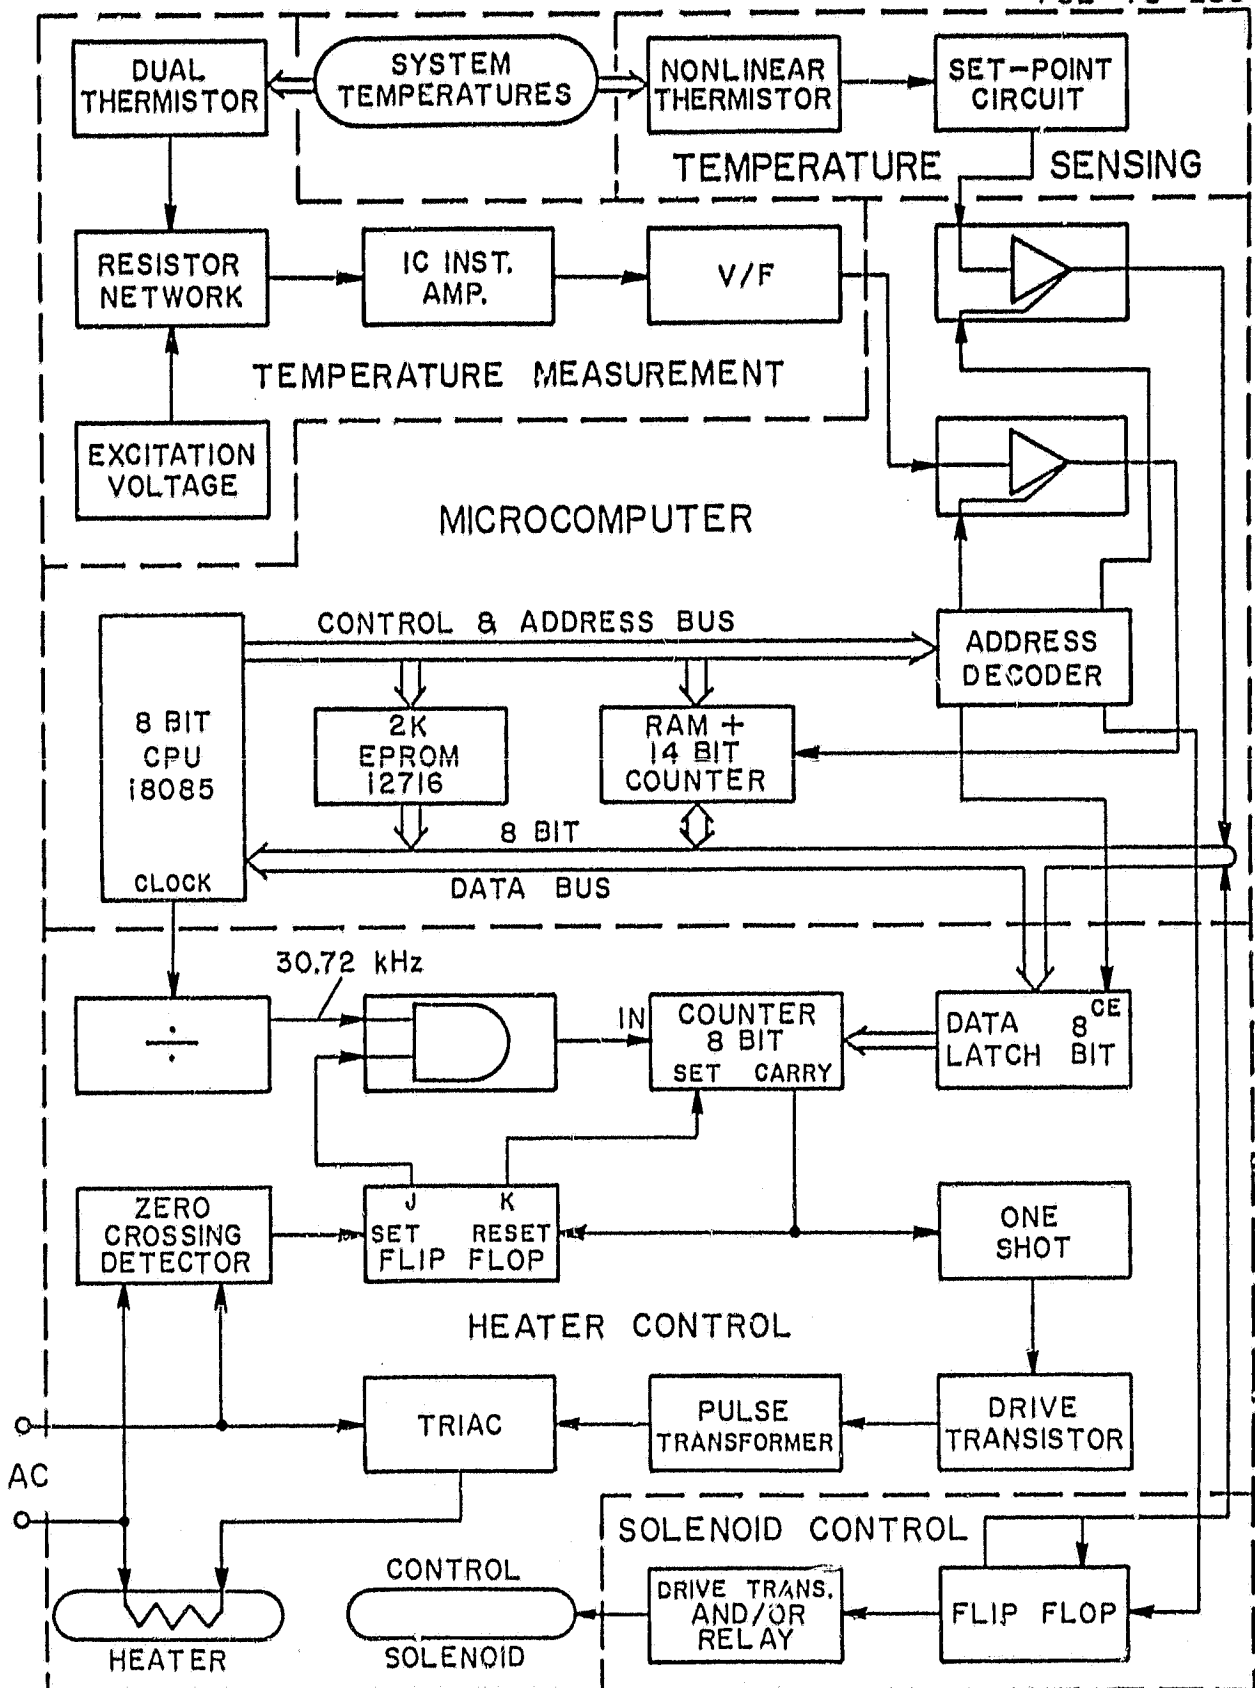 DUAL
THERMISTOR
SYSTEM
TEMPERATURES
NONLINEAR
THERMISTOR
SET-POINT
CIRCUIT
TEMPERATURE SENSING
RESISTOR
NETWORK
IC INST.
AMP.
V/F
TEMPERATURE MEASUREMENT
EXCITATION
VOLTAGE
MICROCOMPUTER
CONTROL & ADDRESS BUS
ADDRESS
DECODER
8 BIT
CPU
i8085
CLOCK
2K
EPROM
i2716
RAM +
14 BIT
COUNTER
8 BIT
DATA BUS
30.72 kHz
÷
IN
COUNTER
8 BIT
SET CARRY
CE
DATA 8
LATCH BIT
ZERO
CROSSING
DETECTOR
J K
SET RESET
FLIP FLOP
ONE
SHOT
HEATER CONTROL
TRIAC
PULSE
TRANSFORMER
DRIVE
TRANSISTOR
AC
SOLENOID CONTROL
CONTROL
SOLENOID
DRIVE TRANS.
AND/OR
RELAY
FLIP FLOP
HEATER